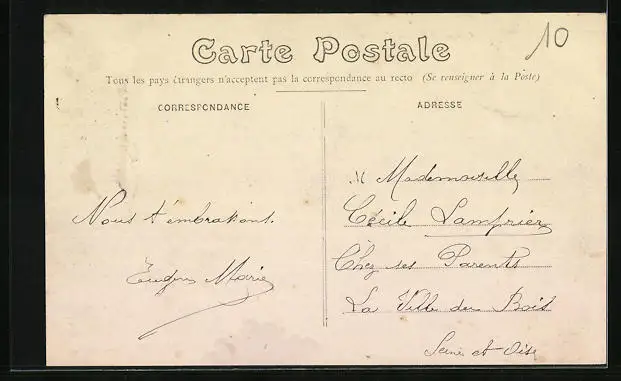 10
Carte Postale
Tous les pays étrangers n'acceptent pas la correspondance au recto (Se renseigner à la Poste)
CORRESPONDANCE
ADRESSE
M Mademoiselle
Cécile Lamprier
Chez ses Parents
La Ville du Bois
Seine et Oise
Nous t'embrassons.
Marie